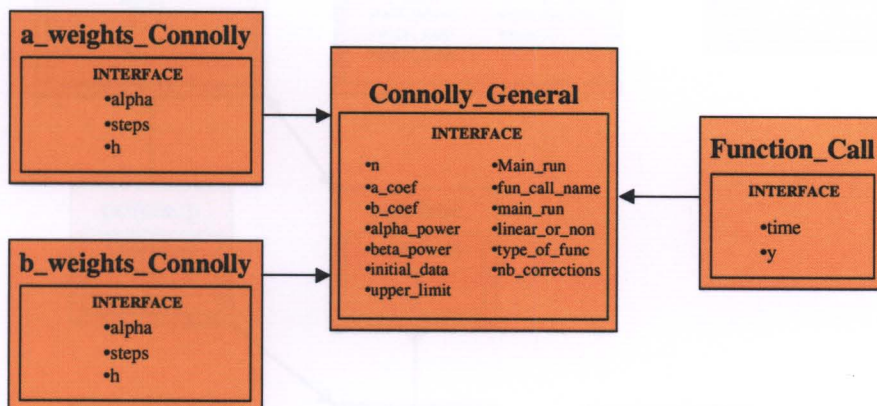 a_weights_Connolly
INTERFACE
•alpha
•steps
•h
b_weights_Connolly
INTERFACE
•alpha
•steps
•h
Connolly_General
INTERFACE
•n
•a_coef
•b_coef
•alpha_power
•beta_power
•initial_data
•upper_limit
•Main_run
•fun_call_name
•main_run
•linear_or_non
•type_of_func
•nb_corrections
Function_Call
INTERFACE
•time
•y